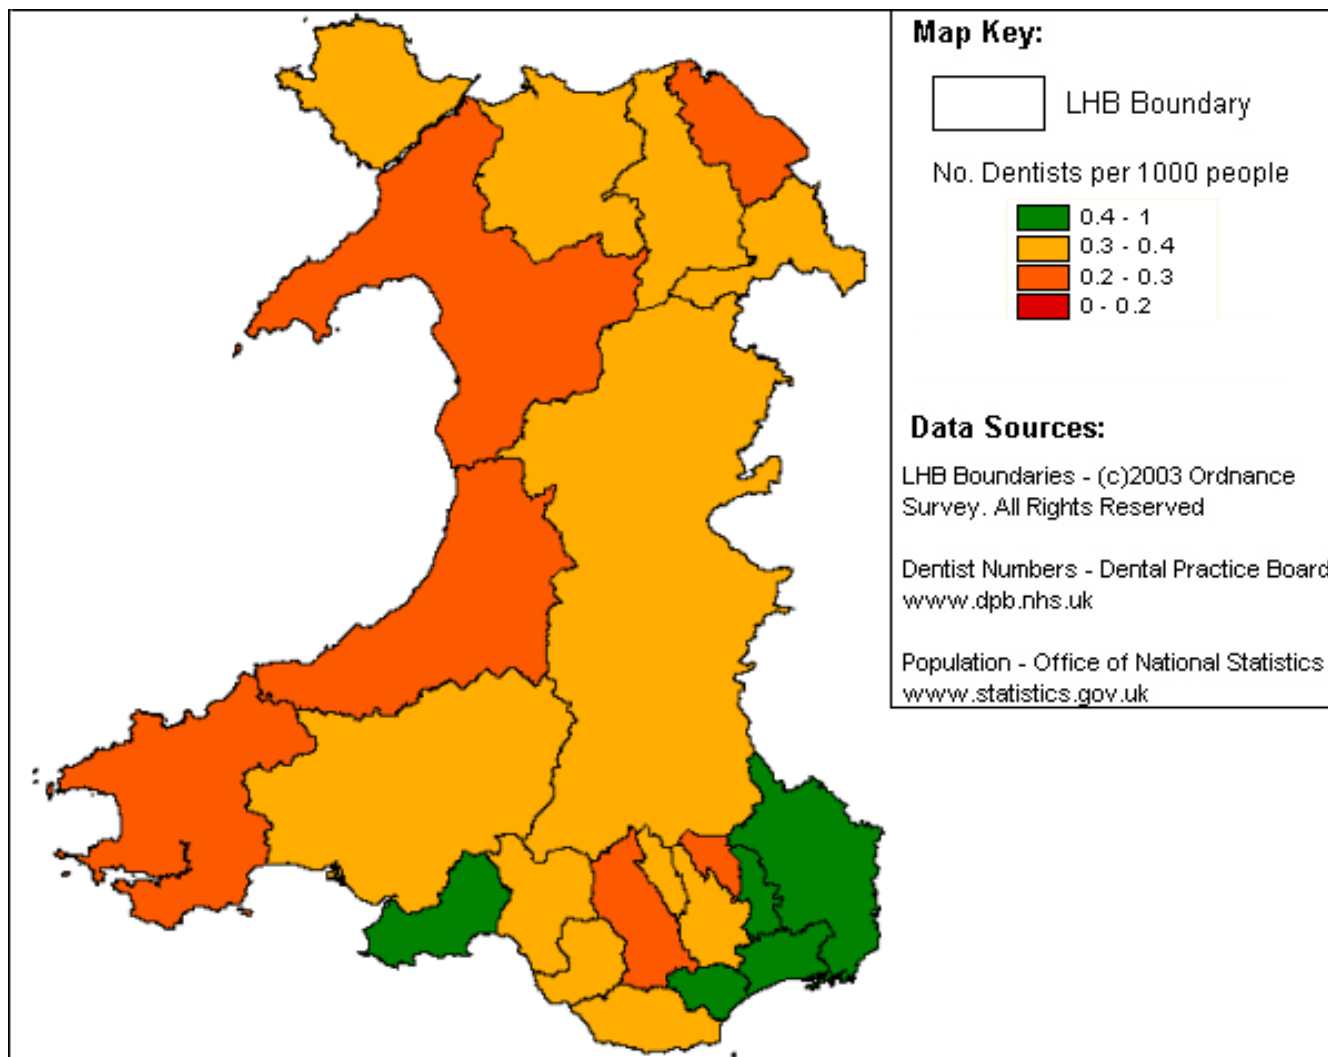 Map Key:
LHB Boundary
No. Dentists per 1000 people
0.4 - 1
0.3 - 0.4
0.2 - 0.3
0 - 0.2
Data Sources:
LHB Boundaries - (c)2003 Ordnance
Survey. All Rights Reserved
Dentist Numbers - Dental Practice Board
www.dpb.nhs.uk
Population - Office of National Statistics
www.statistics.gov.uk